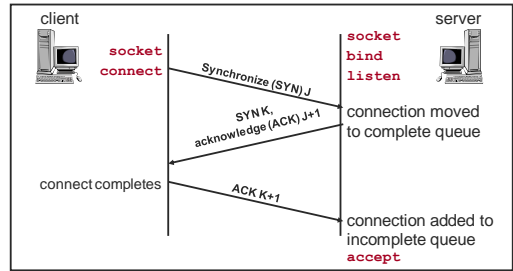 client
server
socket
connect
socket
bind
listen
Synchronize (SYN) J
connection moved
to complete queue
SYN K,
acknowledge (ACK) J+1
connect completes
ACK K+1
connection added to
incomplete queue
accept